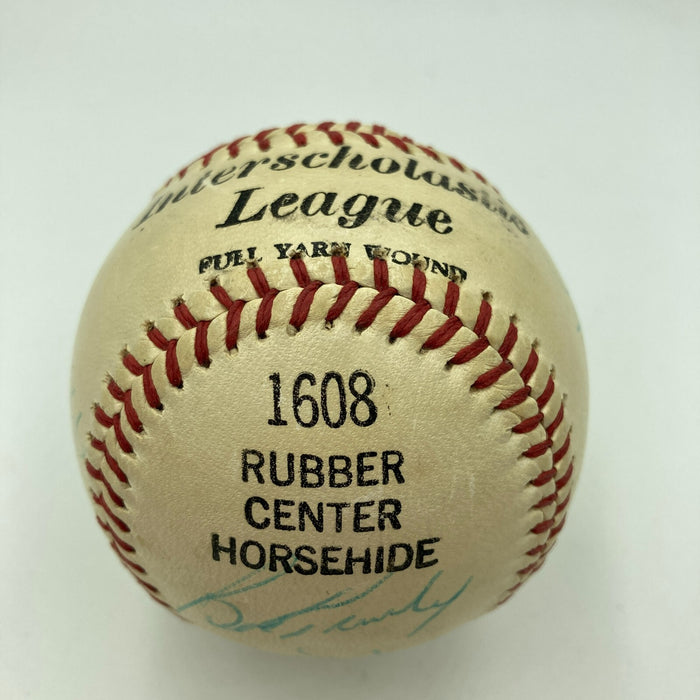 Interscholastic
League
FULL YARN WOUND
1608
RUBBER
CENTER
HORSEHIDE